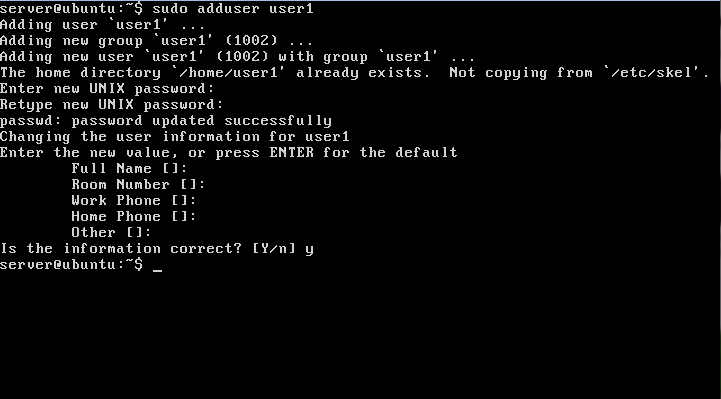 server@ubuntu:~$ sudo adduser user1
Adding user `user1' ...
Adding new group `user1' (1002) ...
Adding new user `user1' (1002) with group `user1' ...
The home directory `/home/user1' already exists.  Not copying from `/etc/skel'.
Enter new UNIX password:
Retype new UNIX password:
passwd: password updated successfully
Changing the user information for user1
Enter the new value, or press ENTER for the default
        Full Name []:
        Room Number []:
        Work Phone []:
        Home Phone []:
        Other []:
Is the information correct? [Y/n] y
server@ubuntu:~$ _